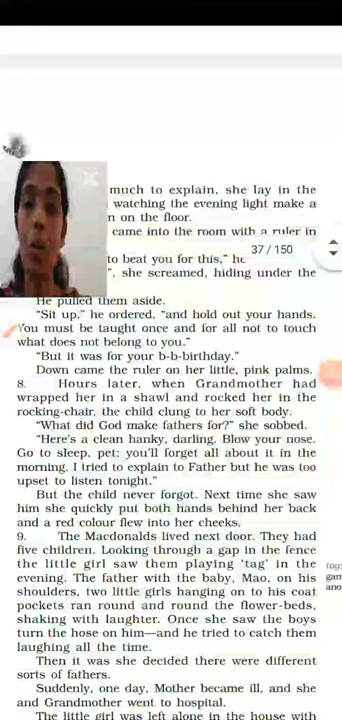 much to explain, she lay in the
watching the evening light make a
n on the floor.
came into the room with a ruler in
37 / 150
to beat you for this," he
", she screamed, hiding under the
He pulled them aside.
"Sit up," he ordered, "and hold out your hands.
You must be taught once and for all not to touch
what does not belong to you."
"But it was for your b-b-birthday."
Down came the ruler on her little, pink palms.
8. Hours later, when Grandmother had
wrapped her in a shawl and rocked her in the
rocking-chair, the child clung to her soft body.
"What did God make fathers for?" she sobbed.
"Here's a clean hanky, darling. Blow your nose.
Go to sleep, pet; you'll forget all about it in the
morning. I tried to explain to Father but he was too
upset to listen tonight."
But the child never forgot. Next time she saw
him she quickly put both hands behind her back
and a red colour flew into her cheeks.
9. The Macdonalds lived next door. They had
five children. Looking through a gap in the fence
the little girl saw them playing 'tag' in the
evening. The father with the baby, Mao, on his
shoulders, two little girls hanging on to his coat
pockets ran round and round the flower-beds,
shaking with laughter. Once she saw the boys
turn the hose on him—and he tried to catch them
laughing all the time.
Then it was she decided there were different
sorts of fathers.
Suddenly, one day, Mother became ill, and she
and Grandmother went to hospital.
The little girl was left alone in the house with
tag:
gam
ano